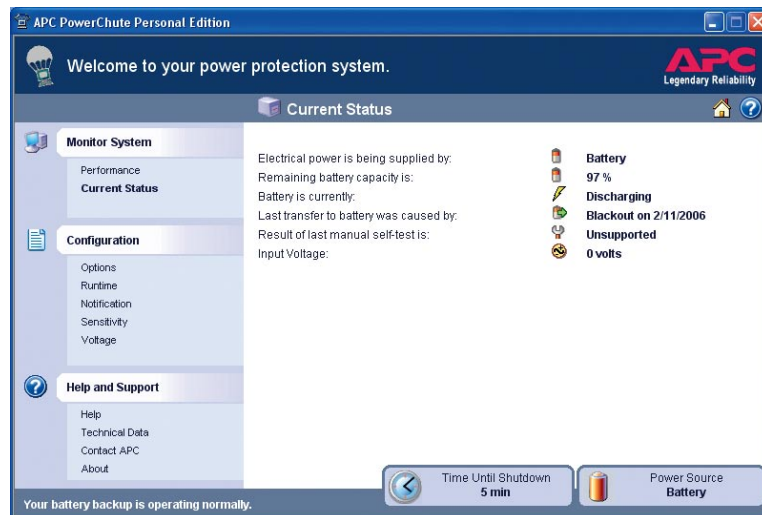 APC PowerChute Personal Edition
Welcome to your power protection system.
APC
Legendary Reliability
Current Status
Monitor System
Performance
Current Status
Configuration
Options
Runtime
Notification
Sensitivity
Voltage
Help and Support
Help
Technical Data
Contact APC
About
Electrical power is being supplied by: Battery
Remaining battery capacity is: 97 %
Battery is currently: Discharging
Last transfer to battery was caused by: Blackout on 2/11/2006
Result of last manual self-test is: Unsupported
Input Voltage: 0 volts
Time Until Shutdown
5 min
Power Source
Battery
Your battery backup is operating normally.